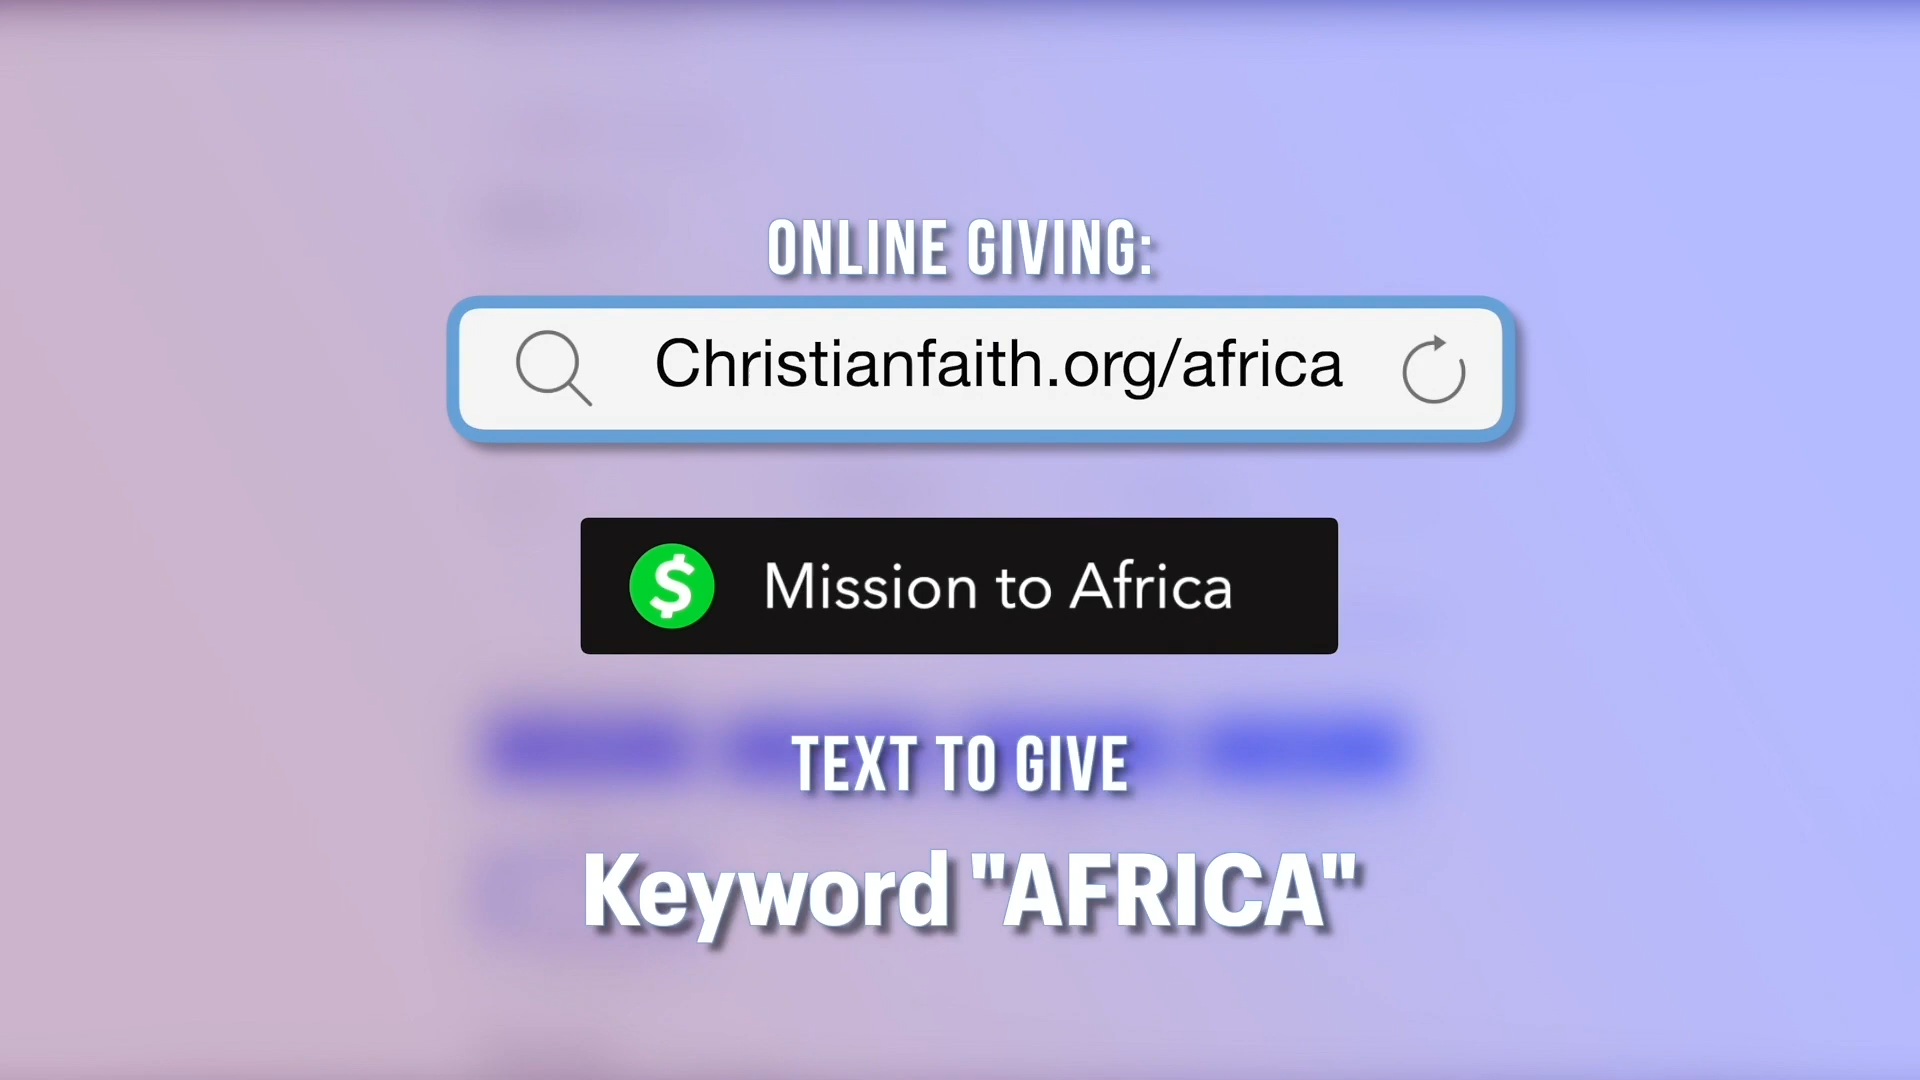 ONLINE GIVING:
Christianfaith.org/africa
$ Mission to Africa
TEXT TO GIVE
Keyword "AFRICA"